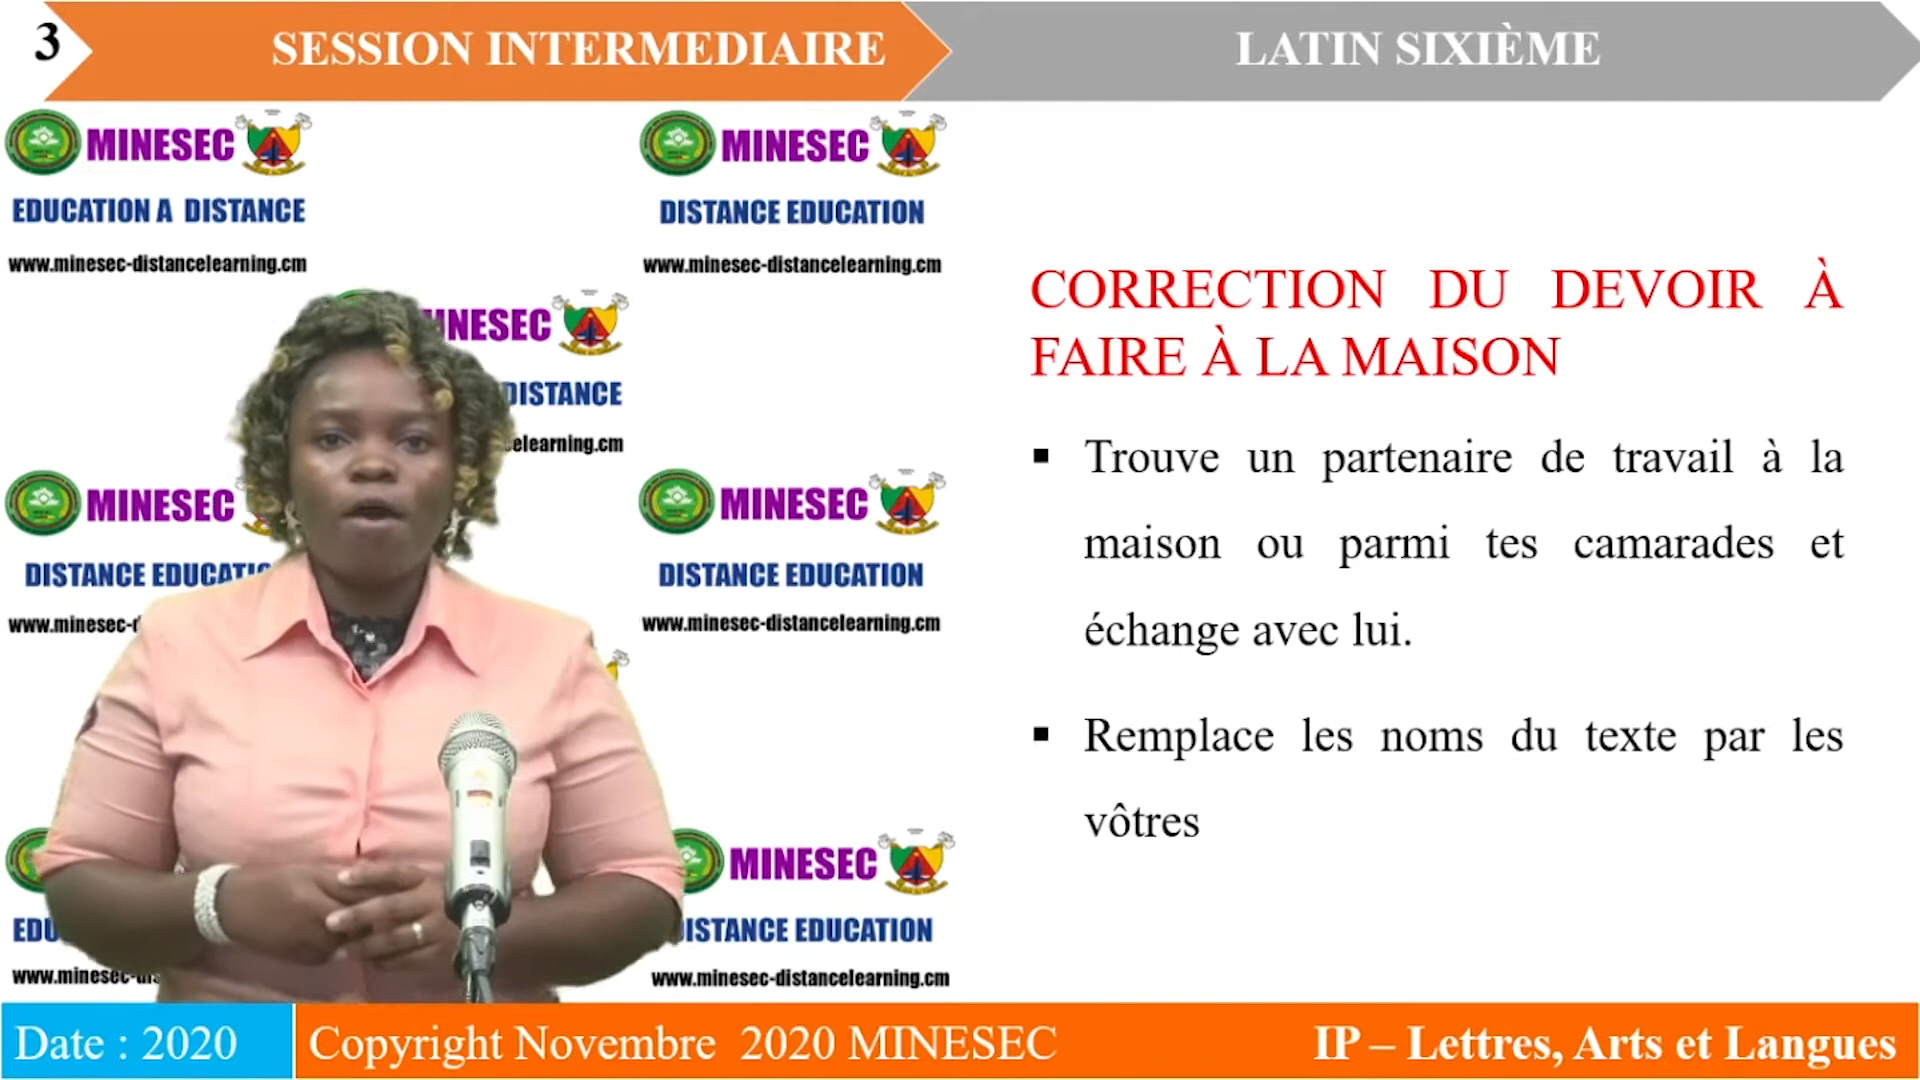 3
SESSION INTERMEDIAIRE
LATIN SIXIÈME
MINESEC
EDUCATION A DISTANCE
www.minesec-distancelearning.cm
MINESEC
DISTANCE EDUCATION
www.minesec-distancelearning.cm
DISTANCE
MINESEC
DISTANCE
MINESEC
DISTANCE EDUCATION
www.minesec-distancelearning.cm
MINESEC
DISTANCE EDUCATION
www.minesec-distancelearning.cm
CORRECTION DU DEVOIR À
FAIRE À LA MAISON
▪ Trouve un partenaire de travail à la
maison ou parmi tes camarades et
échange avec lui.
▪ Remplace les noms du texte par les
vôtres
Date : 2020
Copyright Novembre 2020 MINESEC
IP – Lettres, Arts et Langues